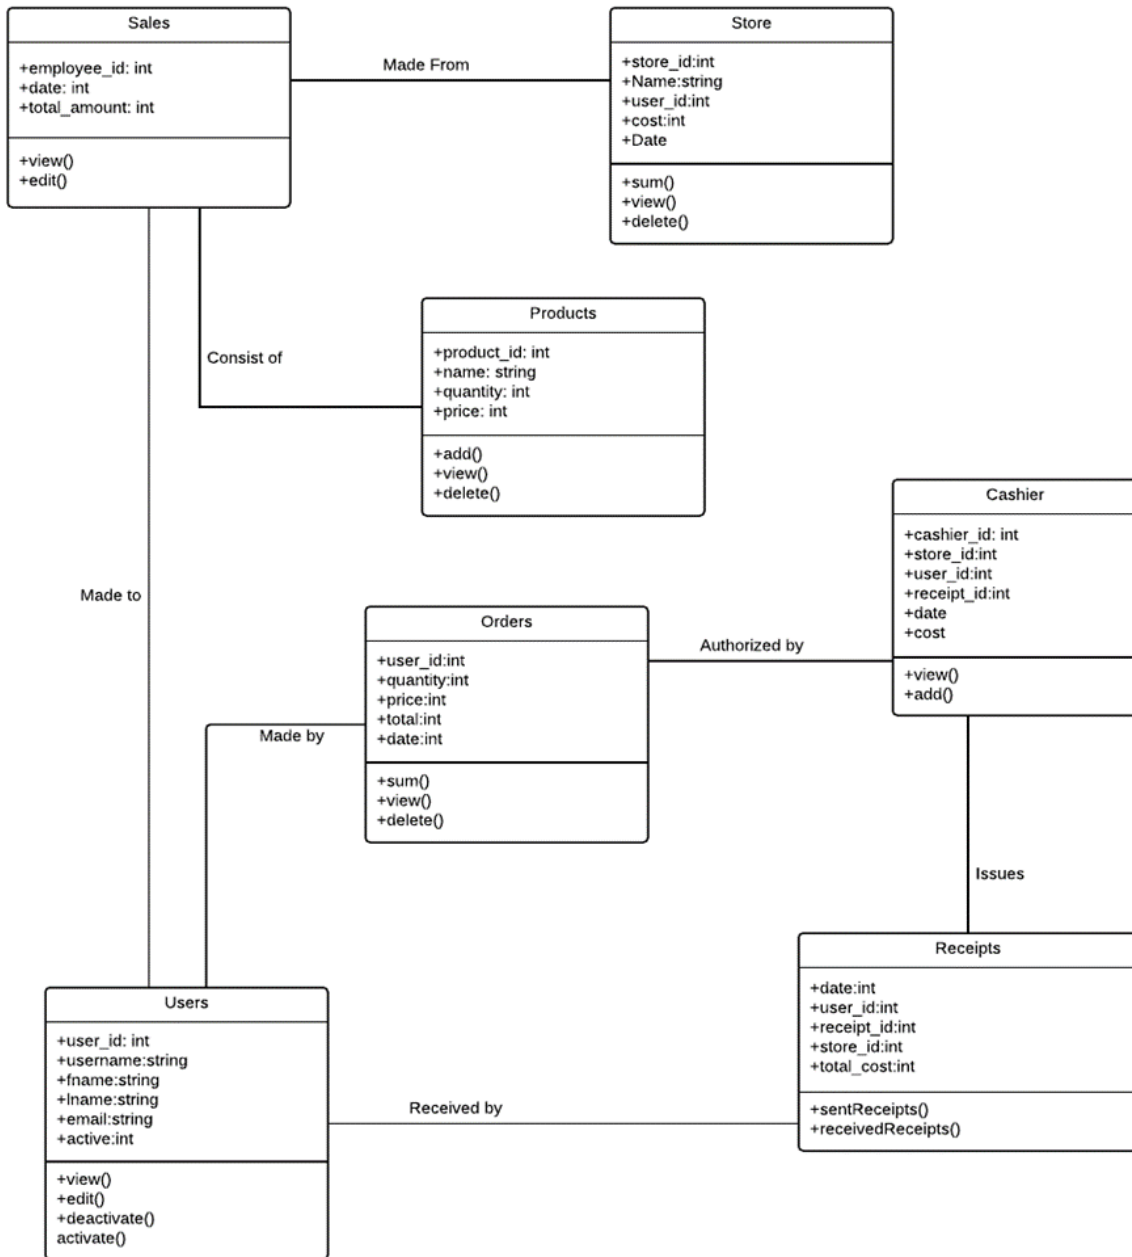 Sales
+employee_id: int
+date: int
+total_amount: int
+view()
+edit()
Made From
Store
+store_id:int
+Name:string
+user_id:int
+cost:int
+Date
+sum()
+view()
+delete()
Consist of
Products
+product_id: int
+name: string
+quantity: int
+price: int
+add()
+view()
+delete()
Cashier
+cashier_id: int
+store_id:int
+user_id:int
+receipt_id:int
+date
+cost
+view()
+add()
Made to
Orders
+user_id:int
+quantity:int
+price:int
+total:int
+date:int
+sum()
+view()
+delete()
Authorized by
Made by
Issues
Receipts
+date:int
+user_id:int
+receipt_id:int
+store_id:int
+total_cost:int
+sentReceipts()
+receivedReceipts()
Users
+user_id: int
+username:string
+fname:string
+lname:string
+email:string
+active:int
+view()
+edit()
+deactivate()
activate()
Received by